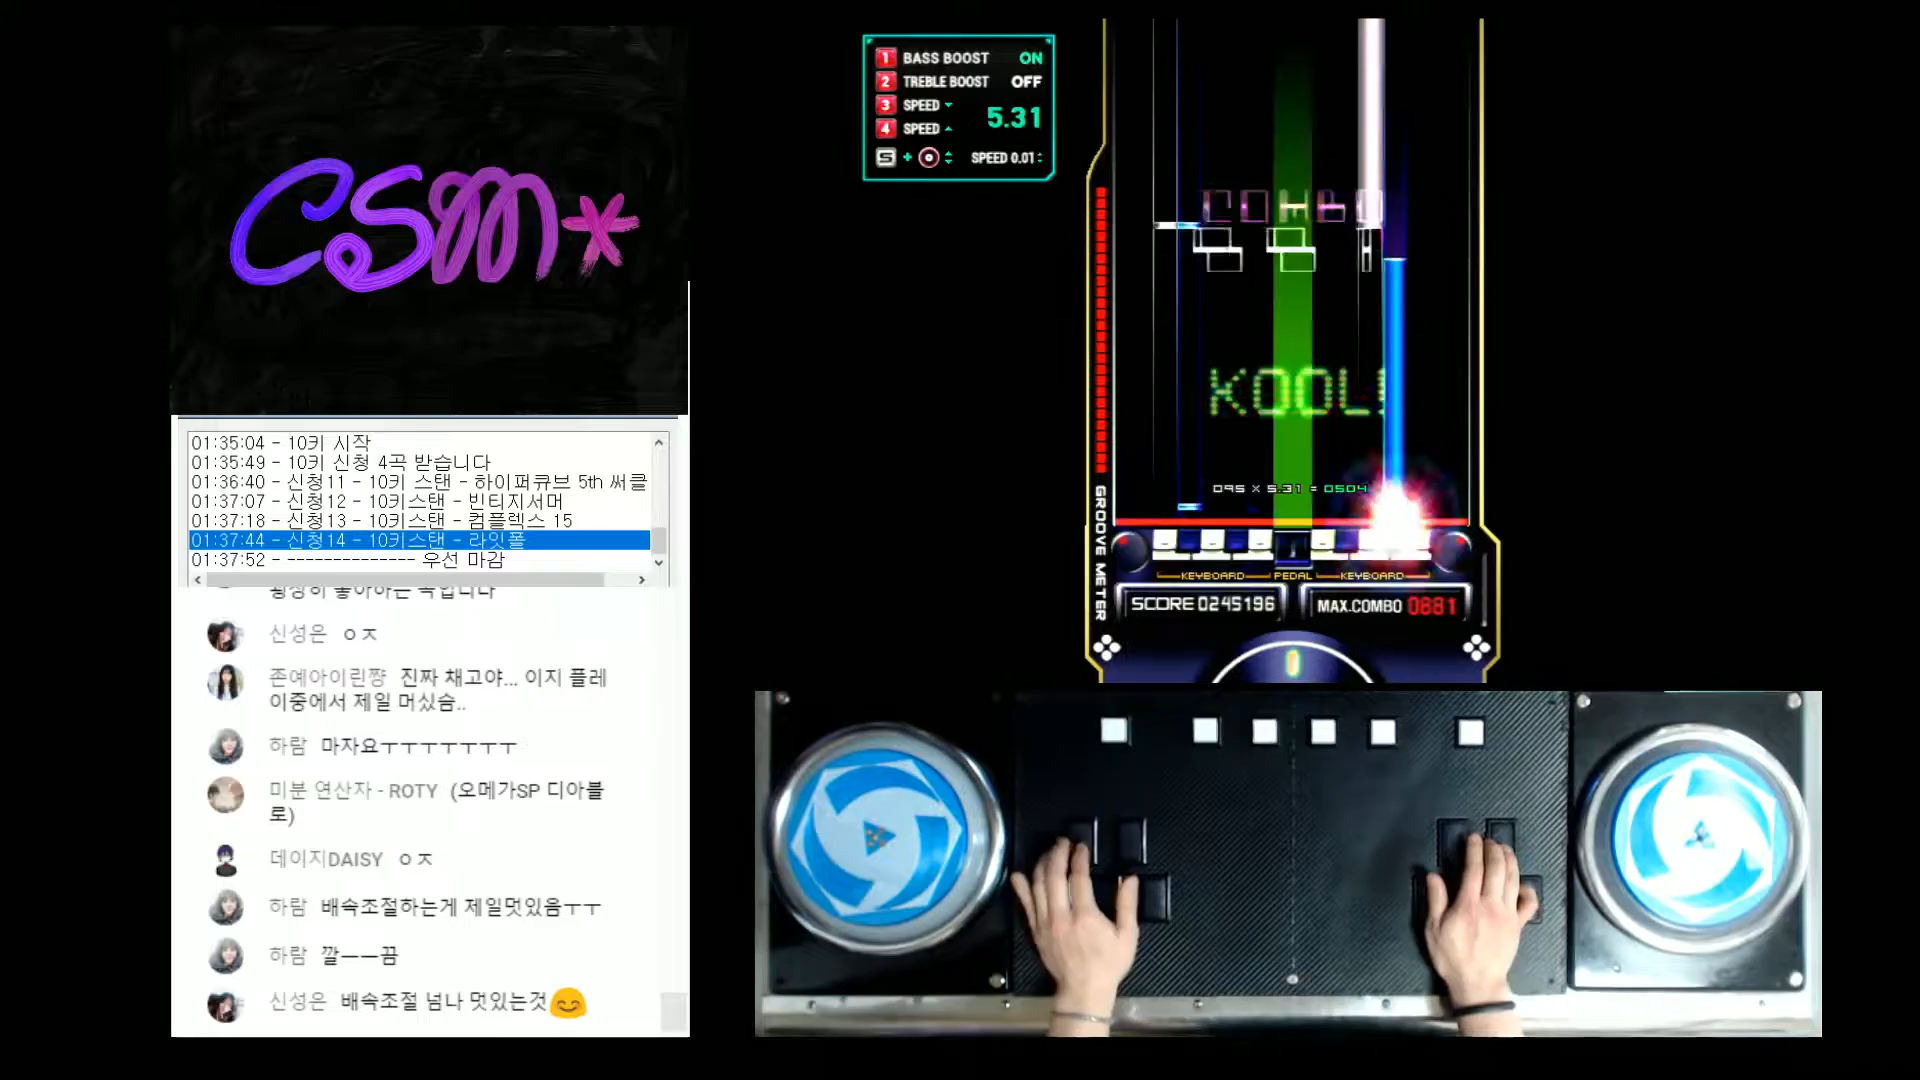 CSM*
01:35:04 - 10키 시작
01:35:49 - 10키 신청 4곡 받습니다
01:36:40 - 신청11 - 10키 스탠 - 하이퍼큐브 5th 써클
01:37:07 - 신청12 - 10키스탠 - 빈티지서머
01:37:18 - 신청13 - 10키스탠 - 컴플렉스 15
01:37:44 - 신청14 - 10키스탠 - 라잇폴
01:37:52 - --------------- 우선 마감
신성은 ㅇㅈ
존예아이린쨩 진짜 채고야... 이지 플레
이중에서 제일 머싰슴..
하람 마자요ㅜㅜㅜㅜㅜㅜㅜ
미분 연산자 - ROTY (오메가SP 디아블
로)
데이지DAISY ㅇㅈ
하람 배속조절하는게 제일멋있음ㅜㅜ
하람 깔ㅡㅡ끔
신성은 배속조절 넘나 멋있는것😊
1 BASS BOOST ON
2 TREBLE BOOST OFF
3 SPEED
5.31
4 SPEED
S + SPEED 0.01
COMBO
KOOL!
095 x 5.31 = 0504
GROOVE METER
KEYBOARD PEDAL KEYBOARD
SCORE 0245196 MAX.COMBO 0881